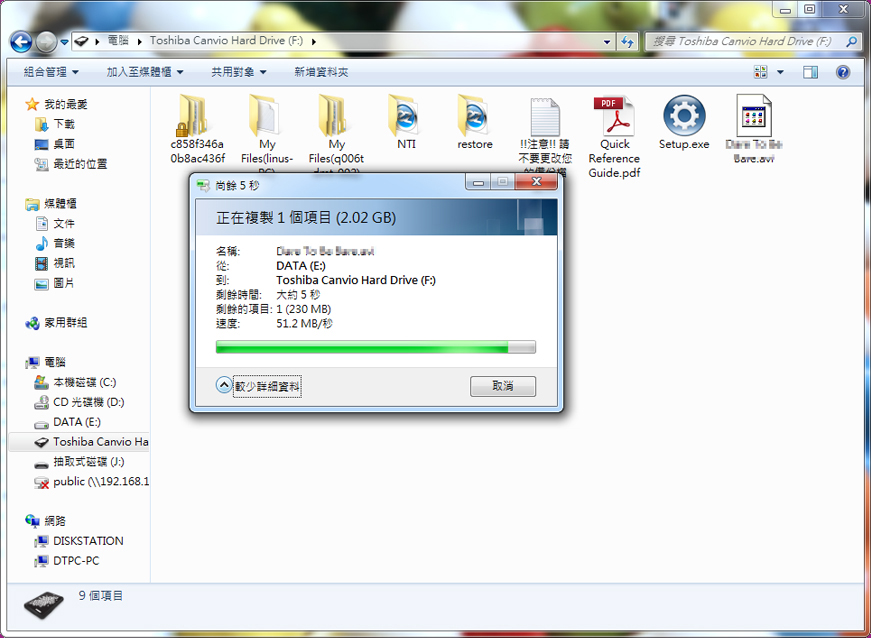 電腦 Toshiba Canvio Hard Drive (F:)
搜尋 Toshiba Canvio Hard Drive (F:)
組合管理 加入至媒體櫃 共用對象 新增資料夾
我的最愛
下載
桌面
最近的位置
媒體櫃
文件
音樂
視訊
圖片
家用群組
電腦
本機磁碟 (C:)
CD 光碟機 (D:)
DATA (E:)
Toshiba Canvio Ha
抽取式磁碟 (J:)
public (\\192.168.1
網路
DISKSTATION
DTPC-PC
c858f346a
0b8ac436f
My
Files(linus-
My
Files(q006t
NTI
restore
!!注意!! 請
不要更改您
Quick
Reference
Guide.pdf
Setup.exe
Dare To Be
Bare.avi
尚餘 5 秒
正在複製 1 個項目 (2.02 GB)
名稱: Dare To Be Bare.avi
從: DATA (E:)
到: Toshiba Canvio Hard Drive (F:)
剩餘時間: 大約 5 秒
剩餘的項目: 1 (230 MB)
速度: 51.2 MB/秒
較少詳細資料
取消
9 個項目